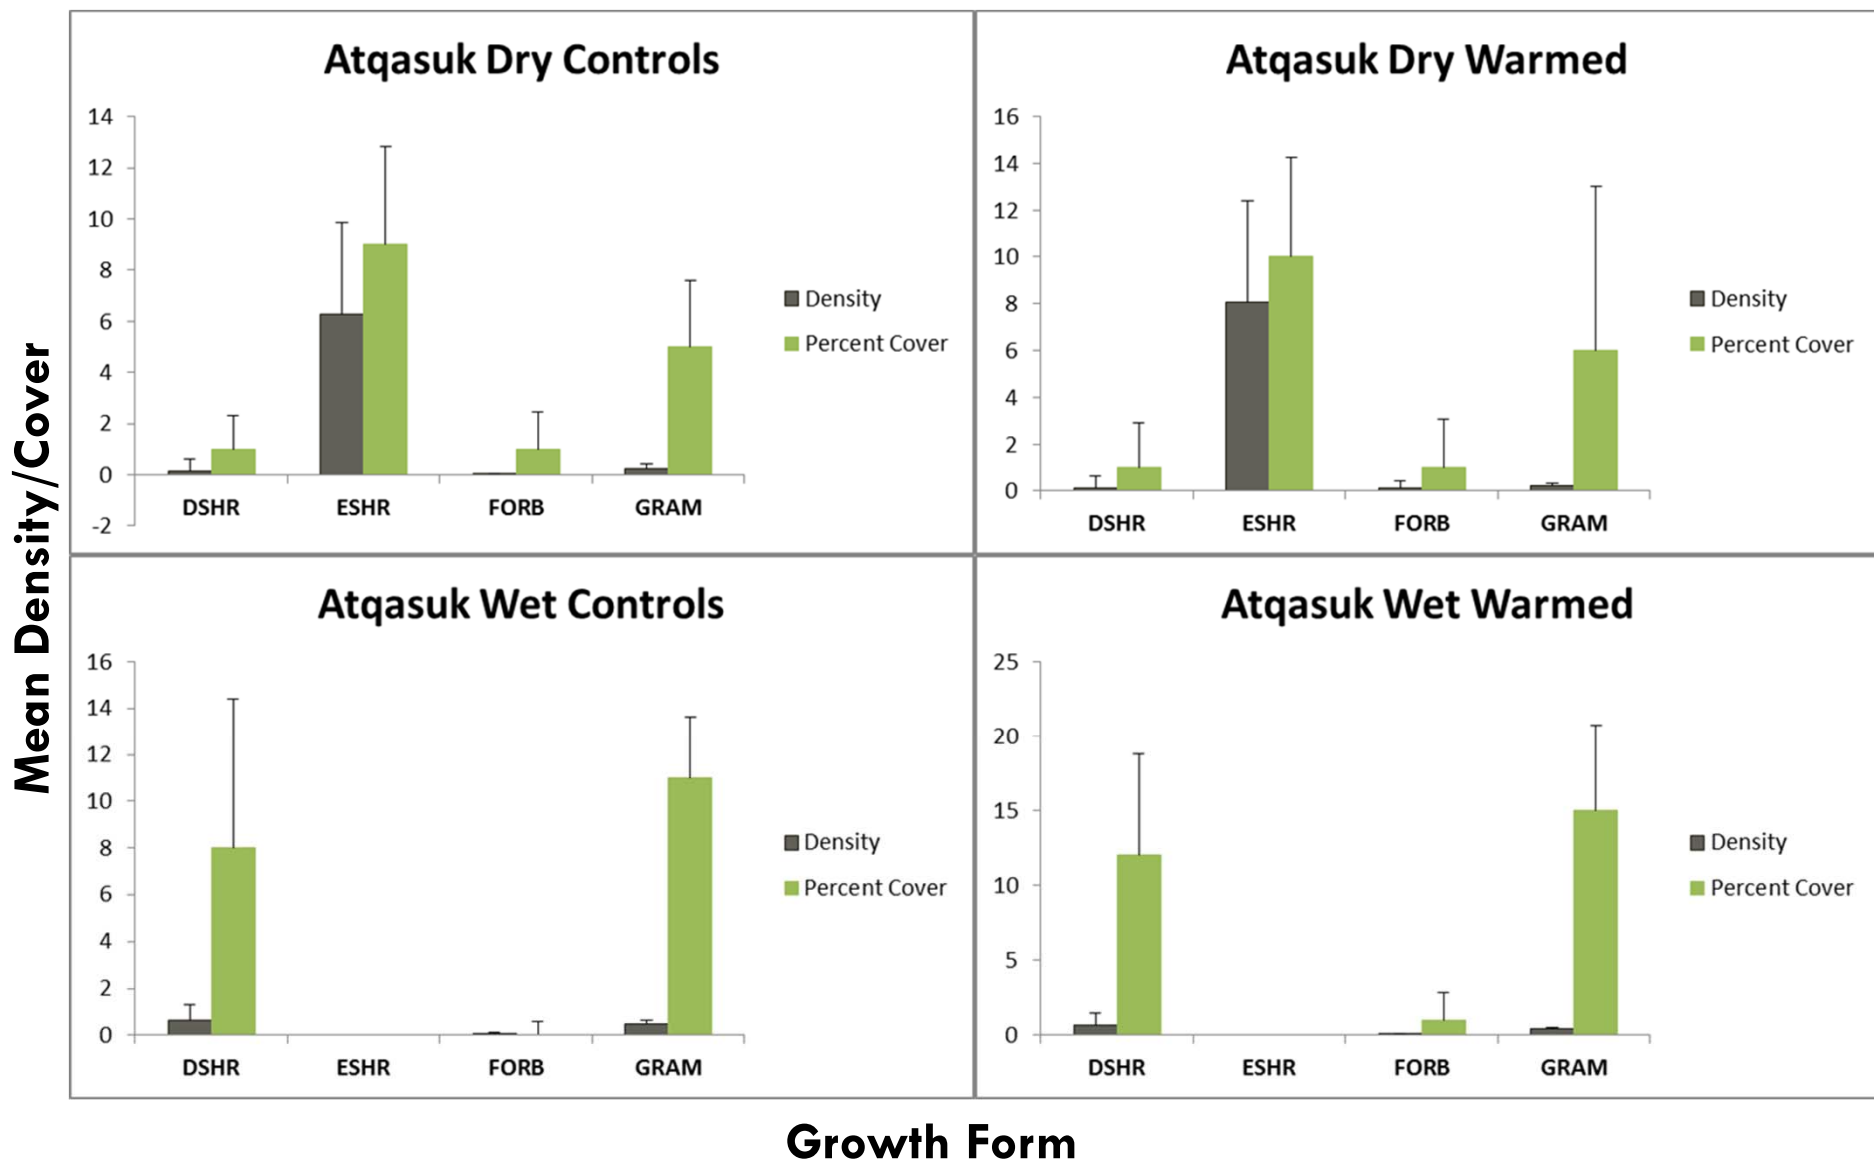 Mean Density/Cover
Atqasuk Dry Controls
14
12
10
8
6
4
2
0
-2
DSHR ESHR FORB GRAM
Density
Percent Cover
Atqasuk Dry Warmed
16
14
12
10
8
6
4
2
0
DSHR ESHR FORB GRAM
Density
Percent Cover
Atqasuk Wet Controls
16
14
12
10
8
6
4
2
0
DSHR ESHR FORB GRAM
Density
Percent Cover
Atqasuk Wet Warmed
25
20
15
10
5
0
DSHR ESHR FORB GRAM
Density
Percent Cover
Growth Form